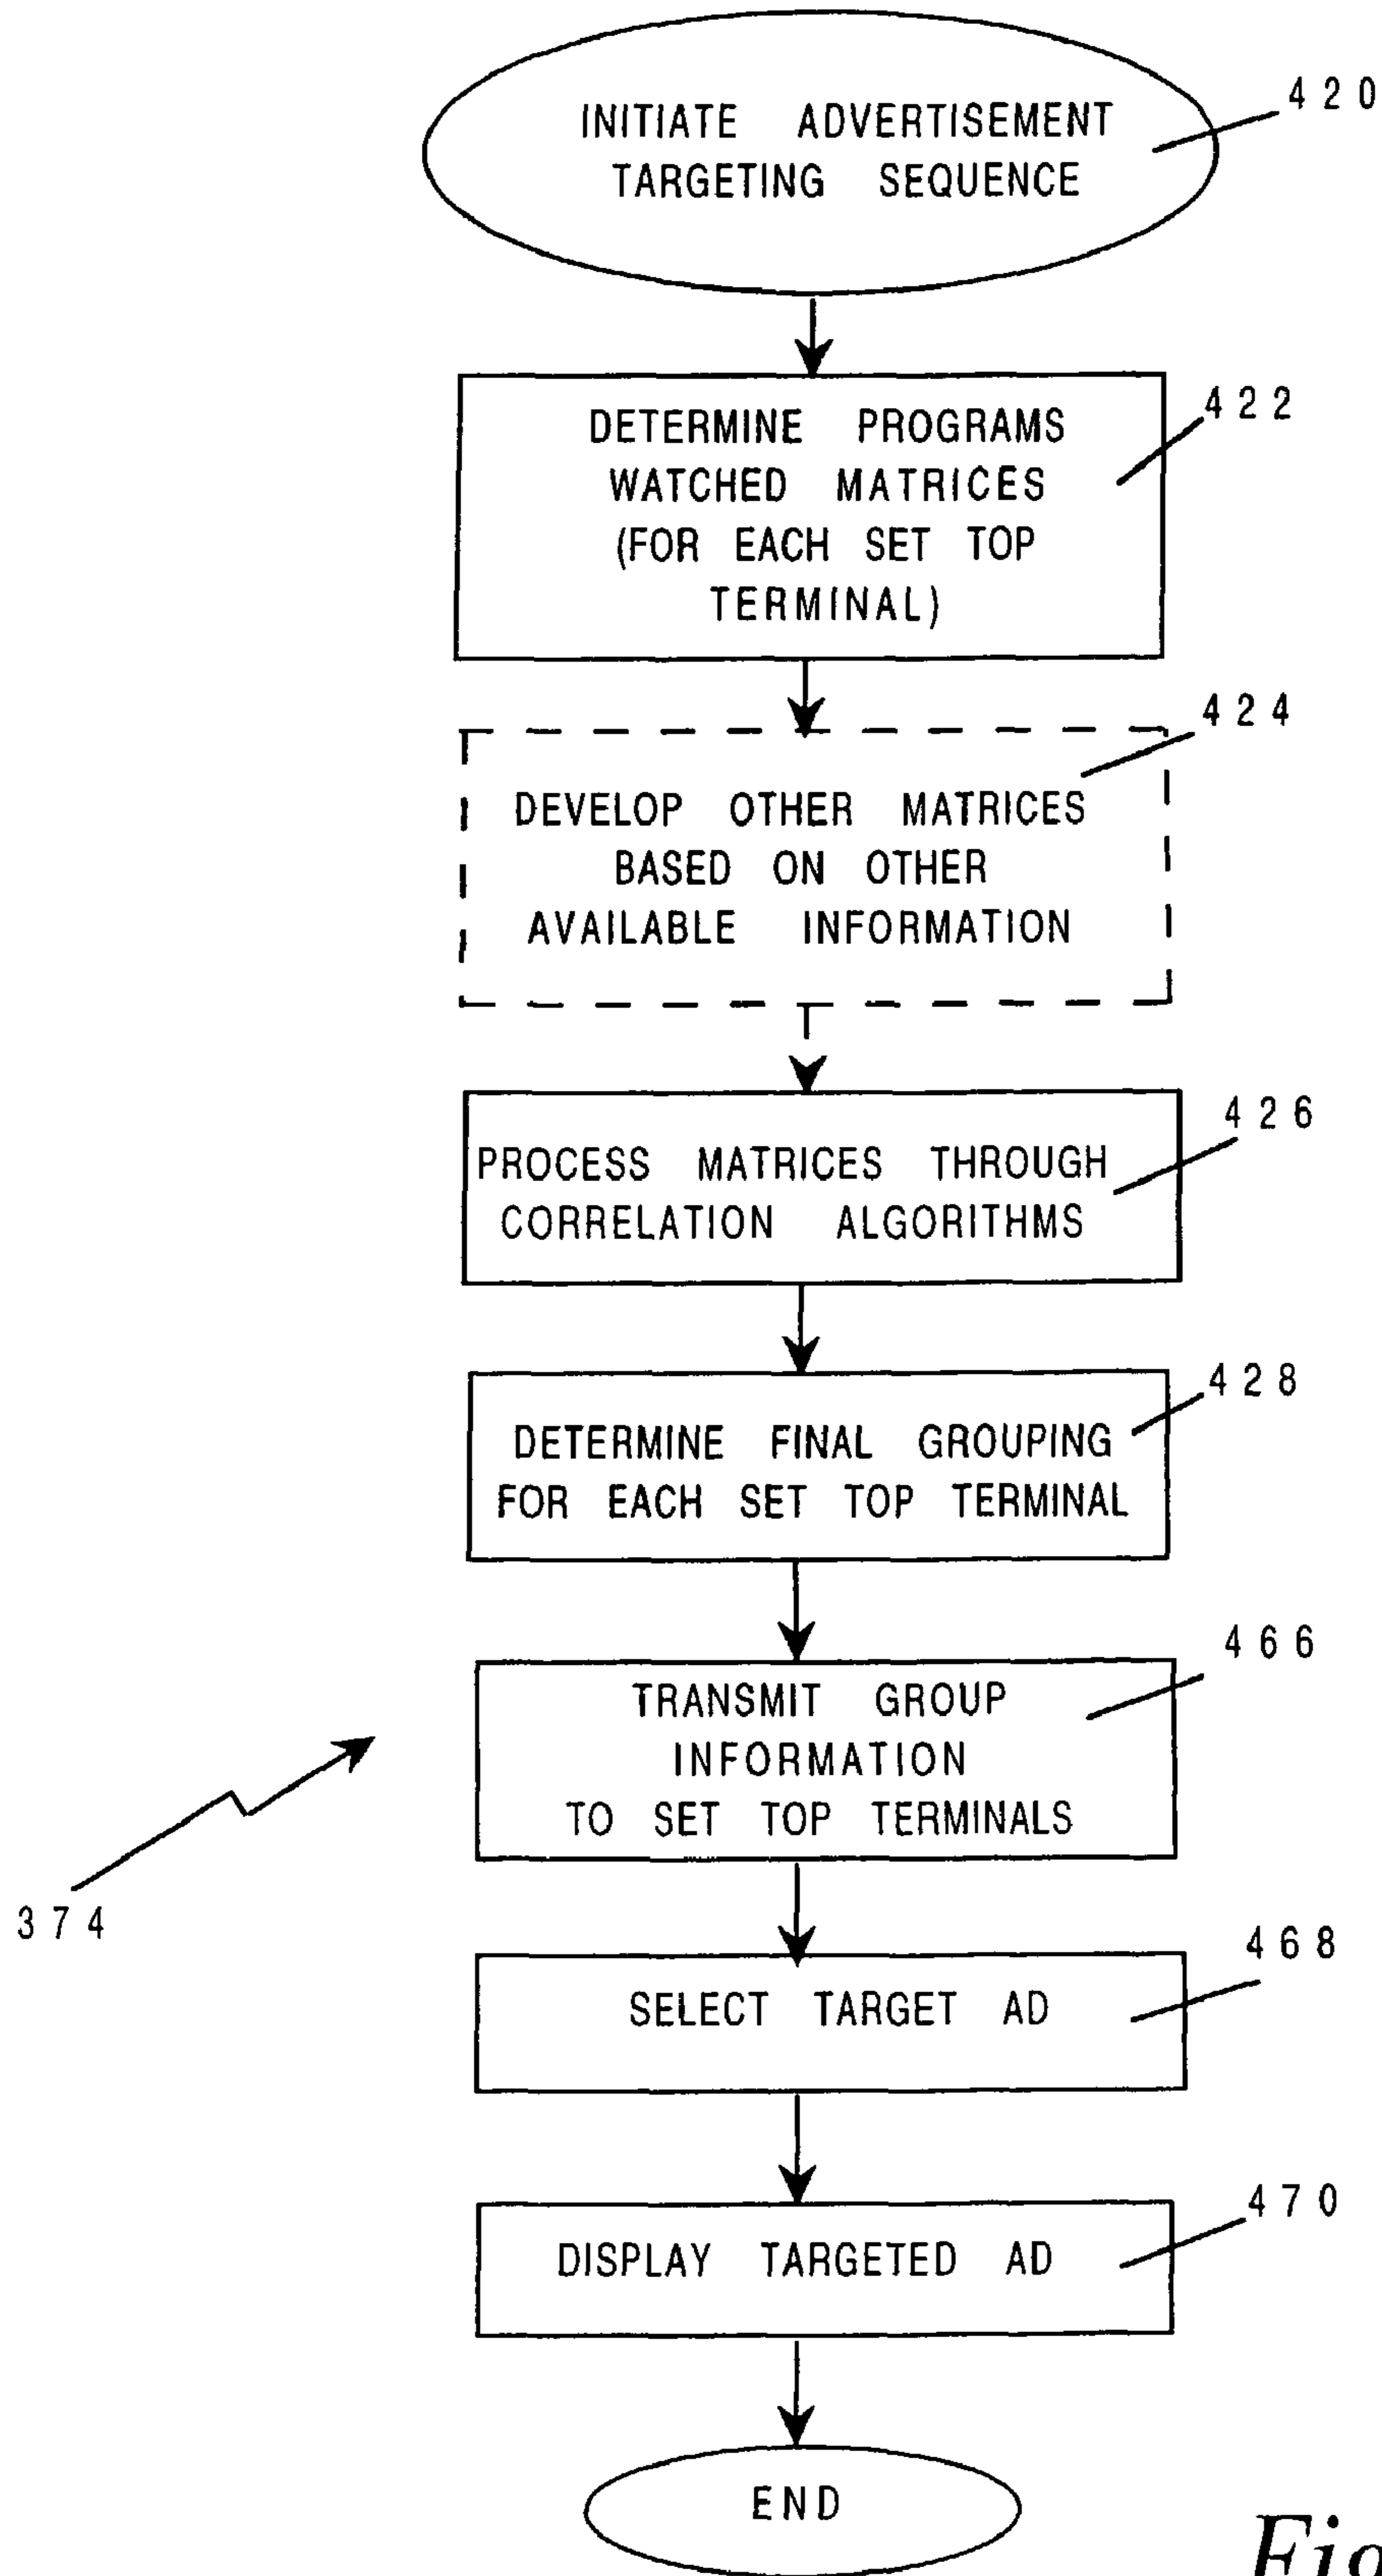 INITIATE ADVERTISEMENT
TARGETING SEQUENCE
420
DETERMINE PROGRAMS
WATCHED MATRICES
(FOR EACH SET TOP
TERMINAL)
422
DEVELOP OTHER MATRICES
BASED ON OTHER
AVAILABLE INFORMATION
424
PROCESS MATRICES THROUGH
CORRELATION ALGORITHMS
426
DETERMINE FINAL GROUPING
FOR EACH SET TOP TERMINAL
428
TRANSMIT GROUP
INFORMATION
TO SET TOP TERMINALS
466
374
SELECT TARGET AD
468
DISPLAY TARGETED AD
470
END
Fig